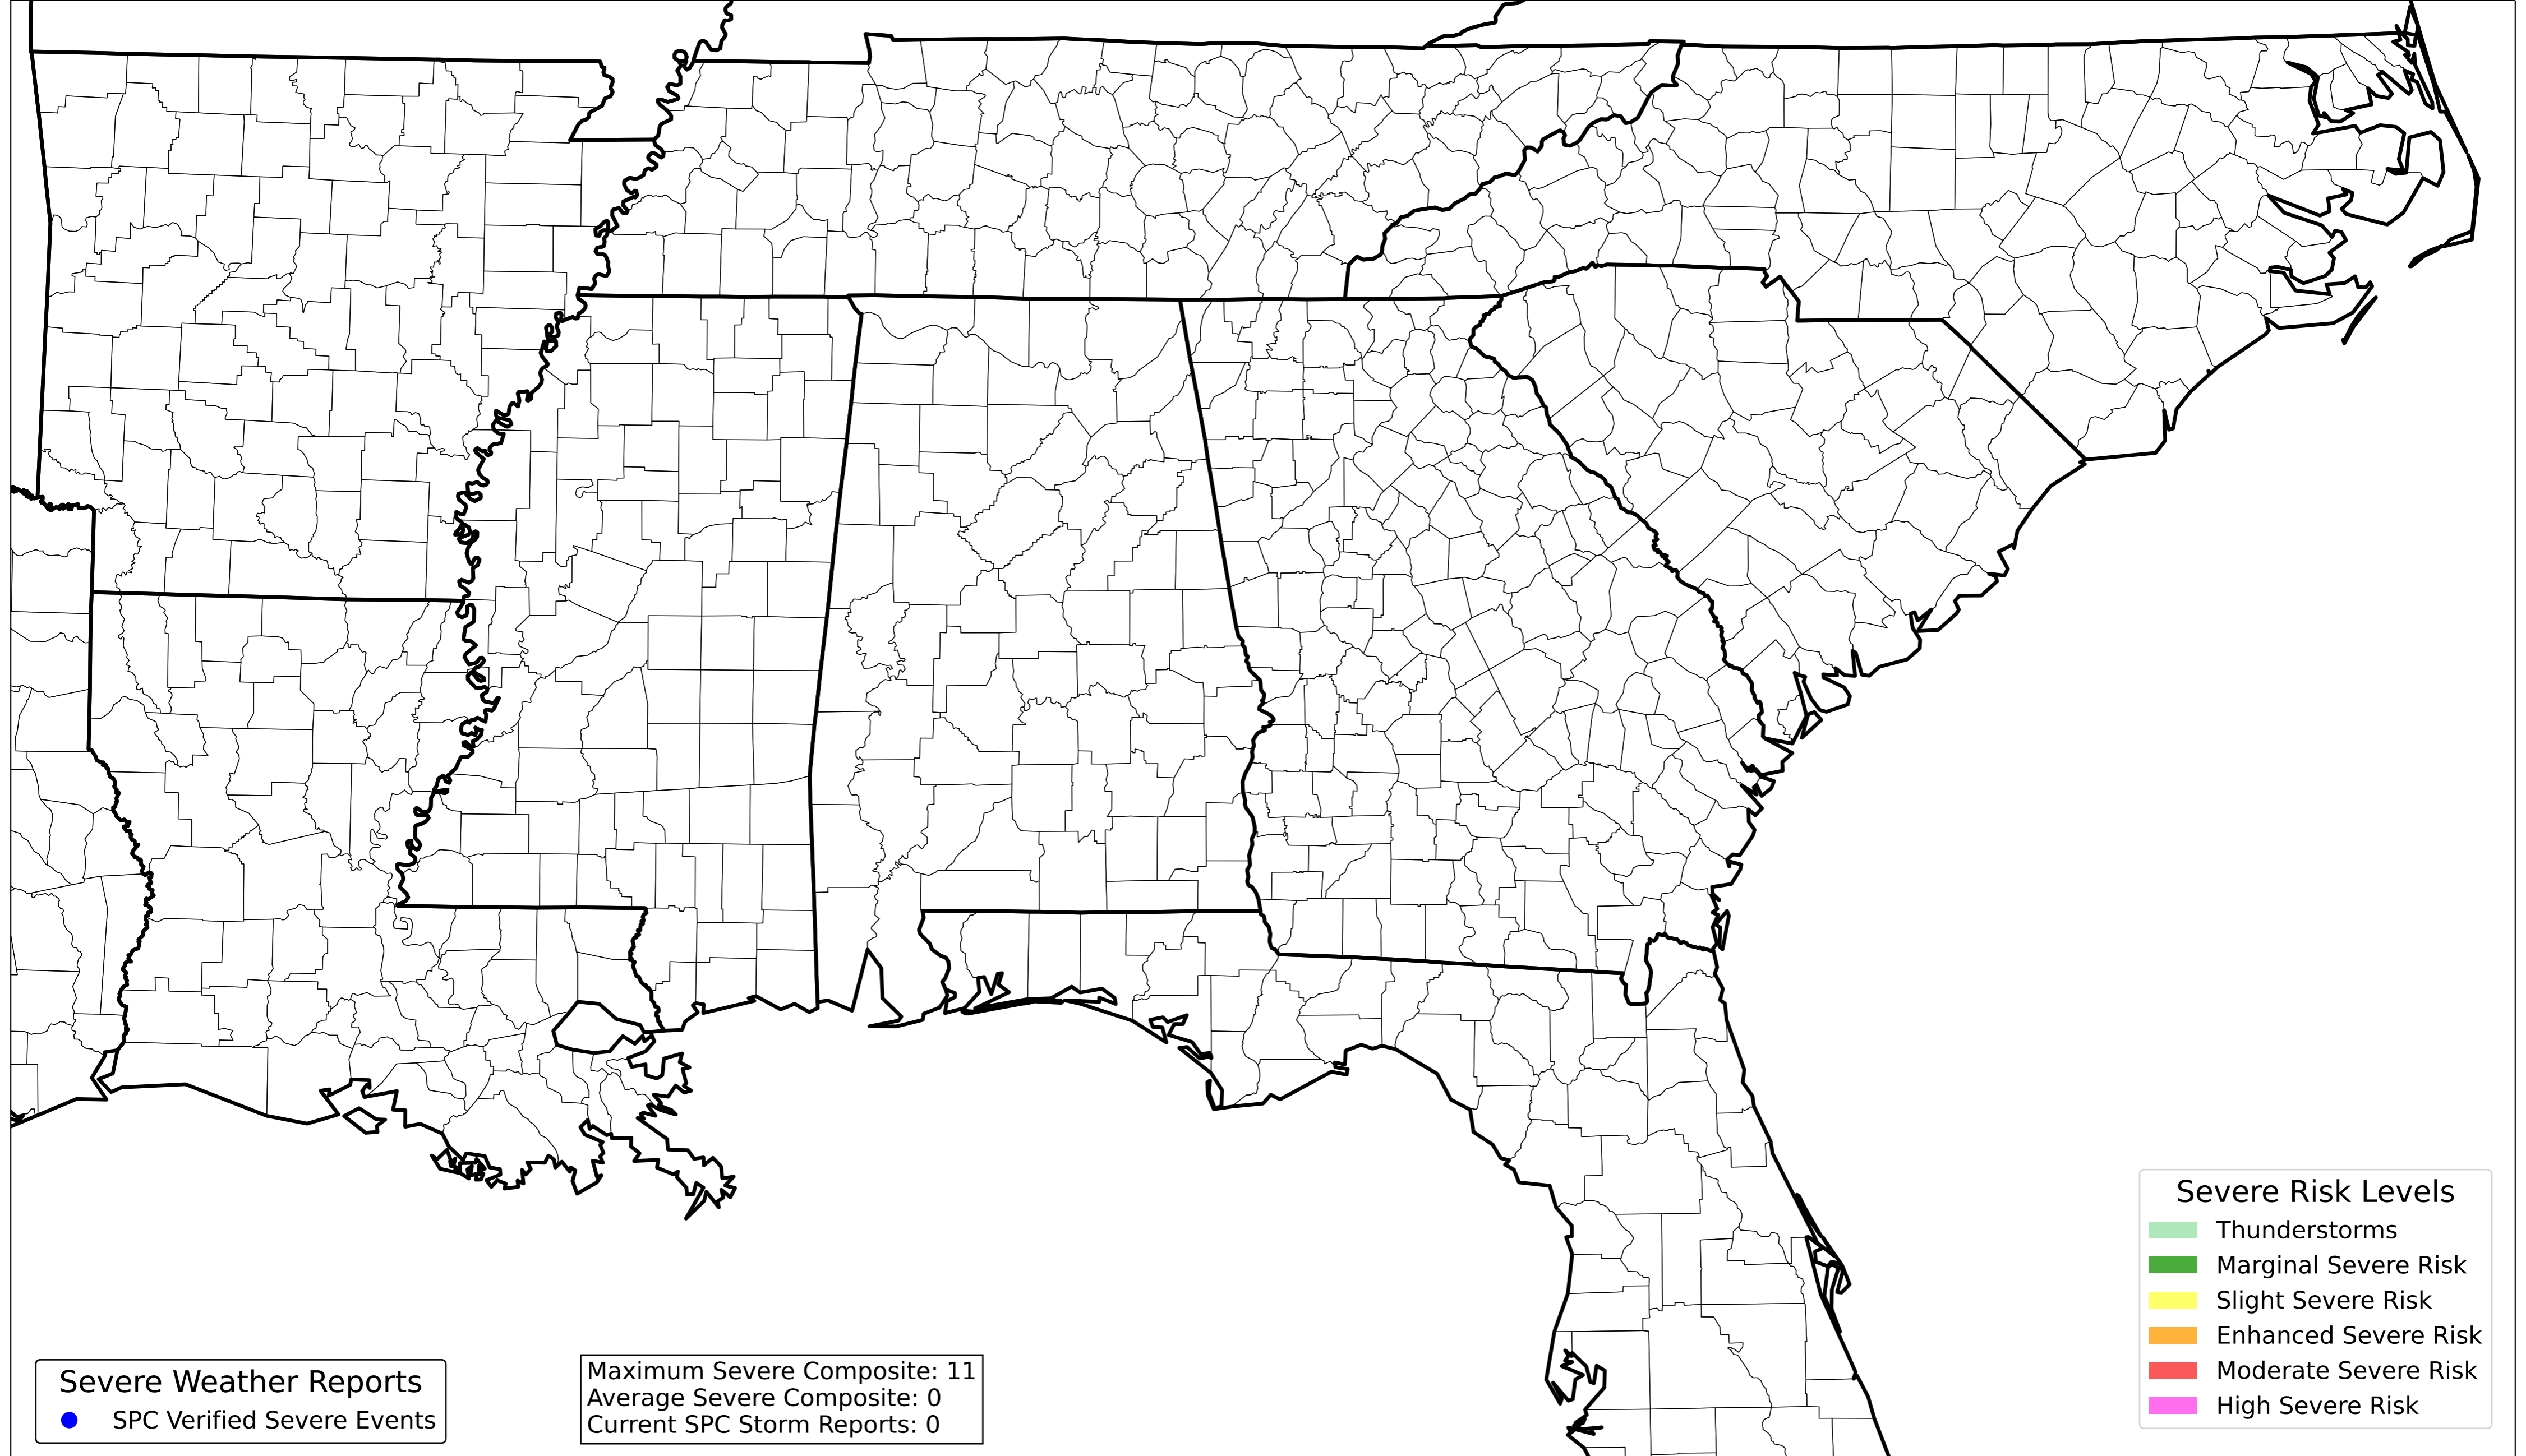 Severe Weather Reports
SPC Verified Severe Events
Maximum Severe Composite: 11
Average Severe Composite: 0
Current SPC Storm Reports: 0
Severe Risk Levels
Thunderstorms
Marginal Severe Risk
Slight Severe Risk
Enhanced Severe Risk
Moderate Severe Risk
High Severe Risk